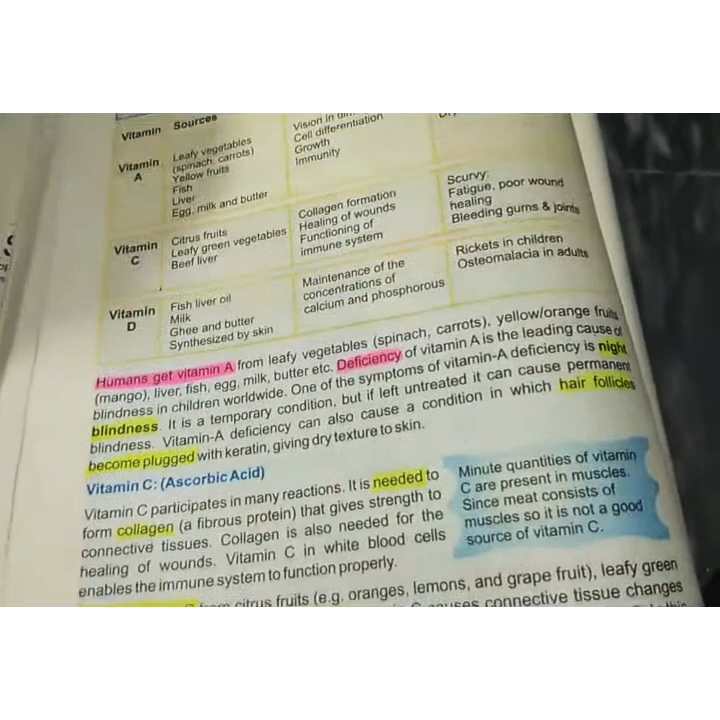 Vitamin Sources
Vision in
Cell differentiation
Growth
Immunity
Vitamin A
Leafy vegetables
(spinach, carrots)
Yellow fruits
Fish
Liver
Egg, milk and butter
Vitamin C
Citrus fruits
Leafy green vegetables
Beef liver
Collagen formation
Healing of wounds
Functioning of
immune system
Scurvy:
Fatigue, poor wound
healing
Bleeding gums & joints
Vitamin D
Fish liver oil
Milk
Ghee and butter
Synthesized by skin
Maintenance of the
concentrations of
calcium and phosphorous
Rickets in children
Osteomalacia in adults
Humans get vitamin A from leafy vegetables (spinach, carrots), yellow/orange fruits
(mango), liver, fish, egg, milk, butter etc. Deficiency of vitamin A is the leading cause of
blindness in children worldwide. One of the symptoms of vitamin-A deficiency is night
blindness. It is a temporary condition, but if left untreated it can cause permanent
blindness. Vitamin-A deficiency can also cause a condition in which hair follicles
become plugged with keratin, giving dry texture to skin.
Vitamin C: (Ascorbic Acid)
Vitamin C participates in many reactions. It is needed to
form collagen (a fibrous protein) that gives strength to
connective tissues. Collagen is also needed for the
healing of wounds. Vitamin C in white blood cells
enables the immune system to function properly.
Minute quantities of vitamin
C are present in muscles.
Since meat consists of
muscles so it is not a good
source of vitamin C.
from citrus fruits (e.g. oranges, lemons, and grape fruit), leafy green
C causes connective tissue changes